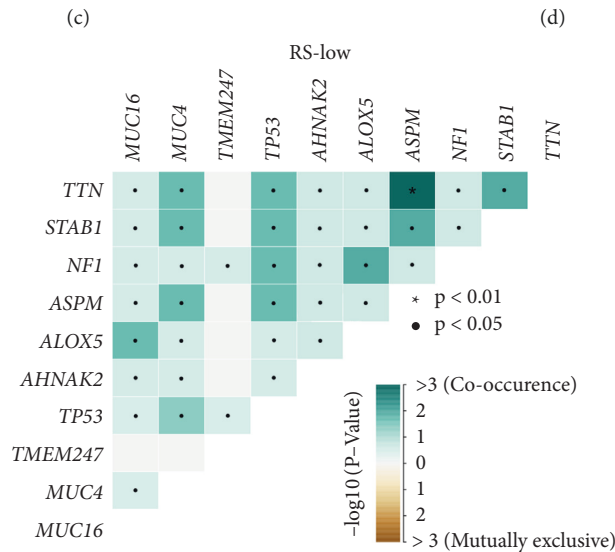 (c) (d)
RS-low
MUC16 MUC4 TMEM247 TP53 AHNAK2 ALOX5 ASPM NF1 STAB1 TTN
TTN
STAB1
NF1
ASPM
ALOX5
AHNAK2
TP53
TMEM247
MUC4
MUC16
* p < 0.01
● p < 0.05
−log10 (P−Value)
>3 (Co-occurence)
2
1
0
1
2
> 3 (Mutually exclusive)